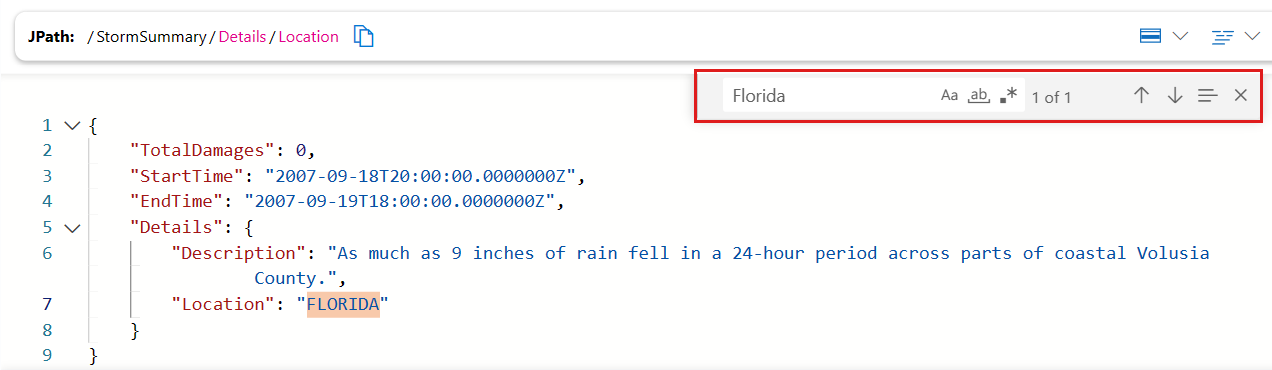 JPath: /StormSummary/Details/Location
Florida Aa ab .* 1 of 1
1 {
2 "TotalDamages": 0,
3 "StartTime": "2007-09-18T20:00:00.0000000Z",
4 "EndTime": "2007-09-19T18:00:00.0000000Z",
5 "Details": {
6 "Description": "As much as 9 inches of rain fell in a 24-hour period across parts of coastal Volusia
County.",
7 "Location": "FLORIDA"
8 }
9 }